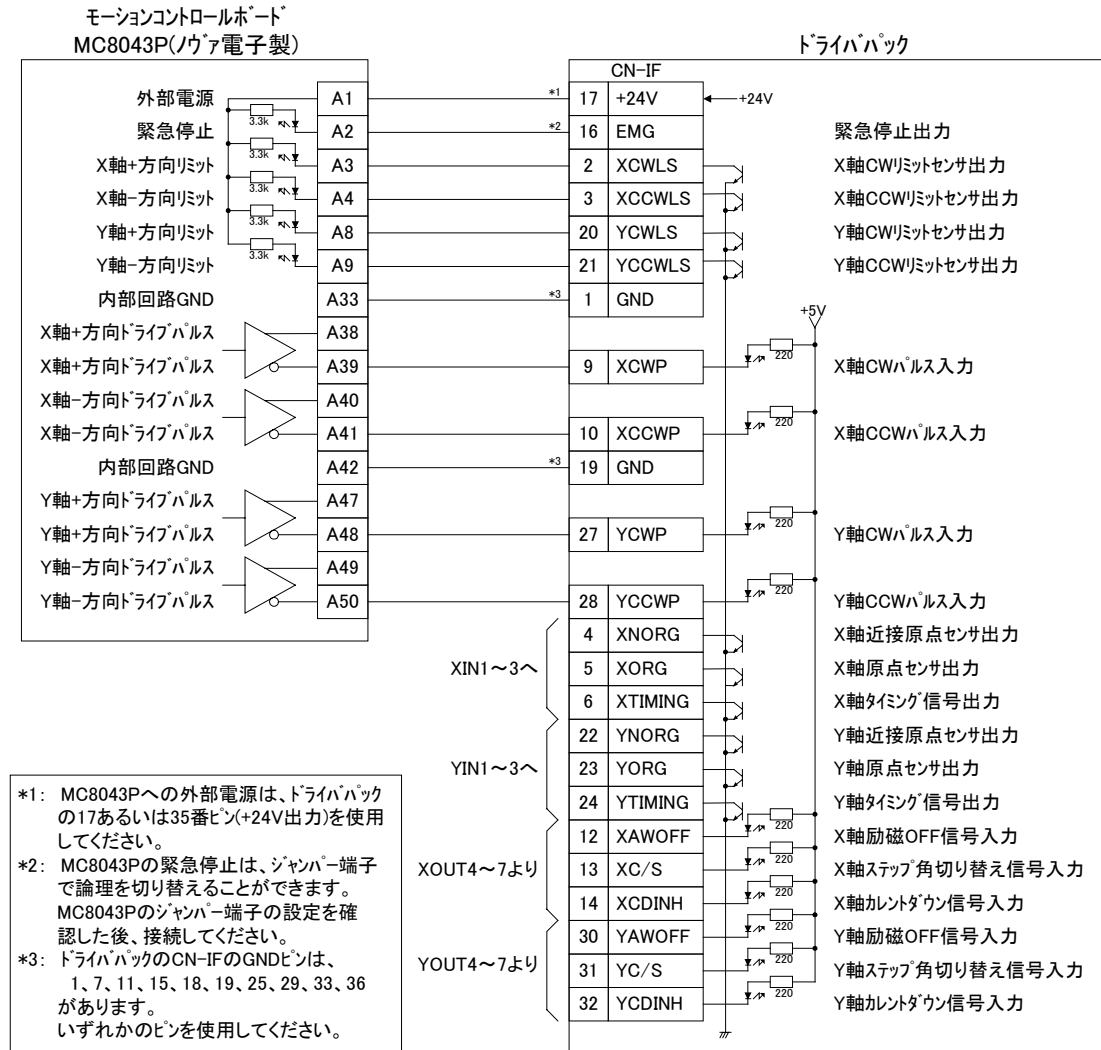 モーションコントロールボード
MC8043P(ノヴァ電子製)
ドライバパック
CN-IF
外部電源 A1 *1 17 +24V +24V
3.3k
緊急停止 A2 *2 16 EMG 緊急停止出力
3.3k
X軸+方向リミット A3 2 XCWLS X軸CWリミットセンサ出力
3.3k
X軸-方向リミット A4 3 XCCWLS X軸CCWリミットセンサ出力
3.3k
Y軸+方向リミット A8 20 YCWLS Y軸CWリミットセンサ出力
3.3k
Y軸-方向リミット A9 21 YCCWLS Y軸CCWリミットセンサ出力
内部回路GND A33 *3 1 GND
+5V
X軸+方向ドライブパルス A38
220
X軸+方向ドライブパルス A39 9 XCWP X軸CWパルス入力
X軸-方向ドライブパルス A40
220
X軸-方向ドライブパルス A41 10 XCCWP X軸CCWパルス入力
内部回路GND A42 *3 19 GND
Y軸+方向ドライブパルス A47
220
Y軸+方向ドライブパルス A48 27 YCWP Y軸CWパルス入力
Y軸-方向ドライブパルス A49
220
Y軸-方向ドライブパルス A50 28 YCCWP Y軸CCWパルス入力
4 XNORG X軸近接原点センサ出力
XIN1～3へ 5 XORG X軸原点センサ出力
6 XTIMING X軸タイミング信号出力
22 YNORG Y軸近接原点センサ出力
YIN1～3へ 23 YORG Y軸原点センサ出力
24 YTIMING Y軸タイミング信号出力
220
12 XAWOFF X軸励磁OFF信号入力
220
XOUT4～7より 13 XC/S X軸ステップ角切り替え信号入力
220
14 XCDINH X軸カレントダウン信号入力
220
30 YAWOFF Y軸励磁OFF信号入力
220
YOUT4～7より 31 YC/S Y軸ステップ角切り替え信号入力
220
32 YCDINH Y軸カレントダウン信号入力
*1: MC8043Pへの外部電源は、ドライバパック
の17あるいは35番ピン(+24V出力)を使用
してください。
*2: MC8043Pの緊急停止は、ジャンパー端子
で論理を切り替えることができます。
MC8043Pのジャンパー端子の設定を確
認した後、接続してください。
*3: ドライバパックのCN-IFのGNDピンは、
1、7、11、15、18、19、25、29、33、36
があります。
いずれかのピンを使用してください。